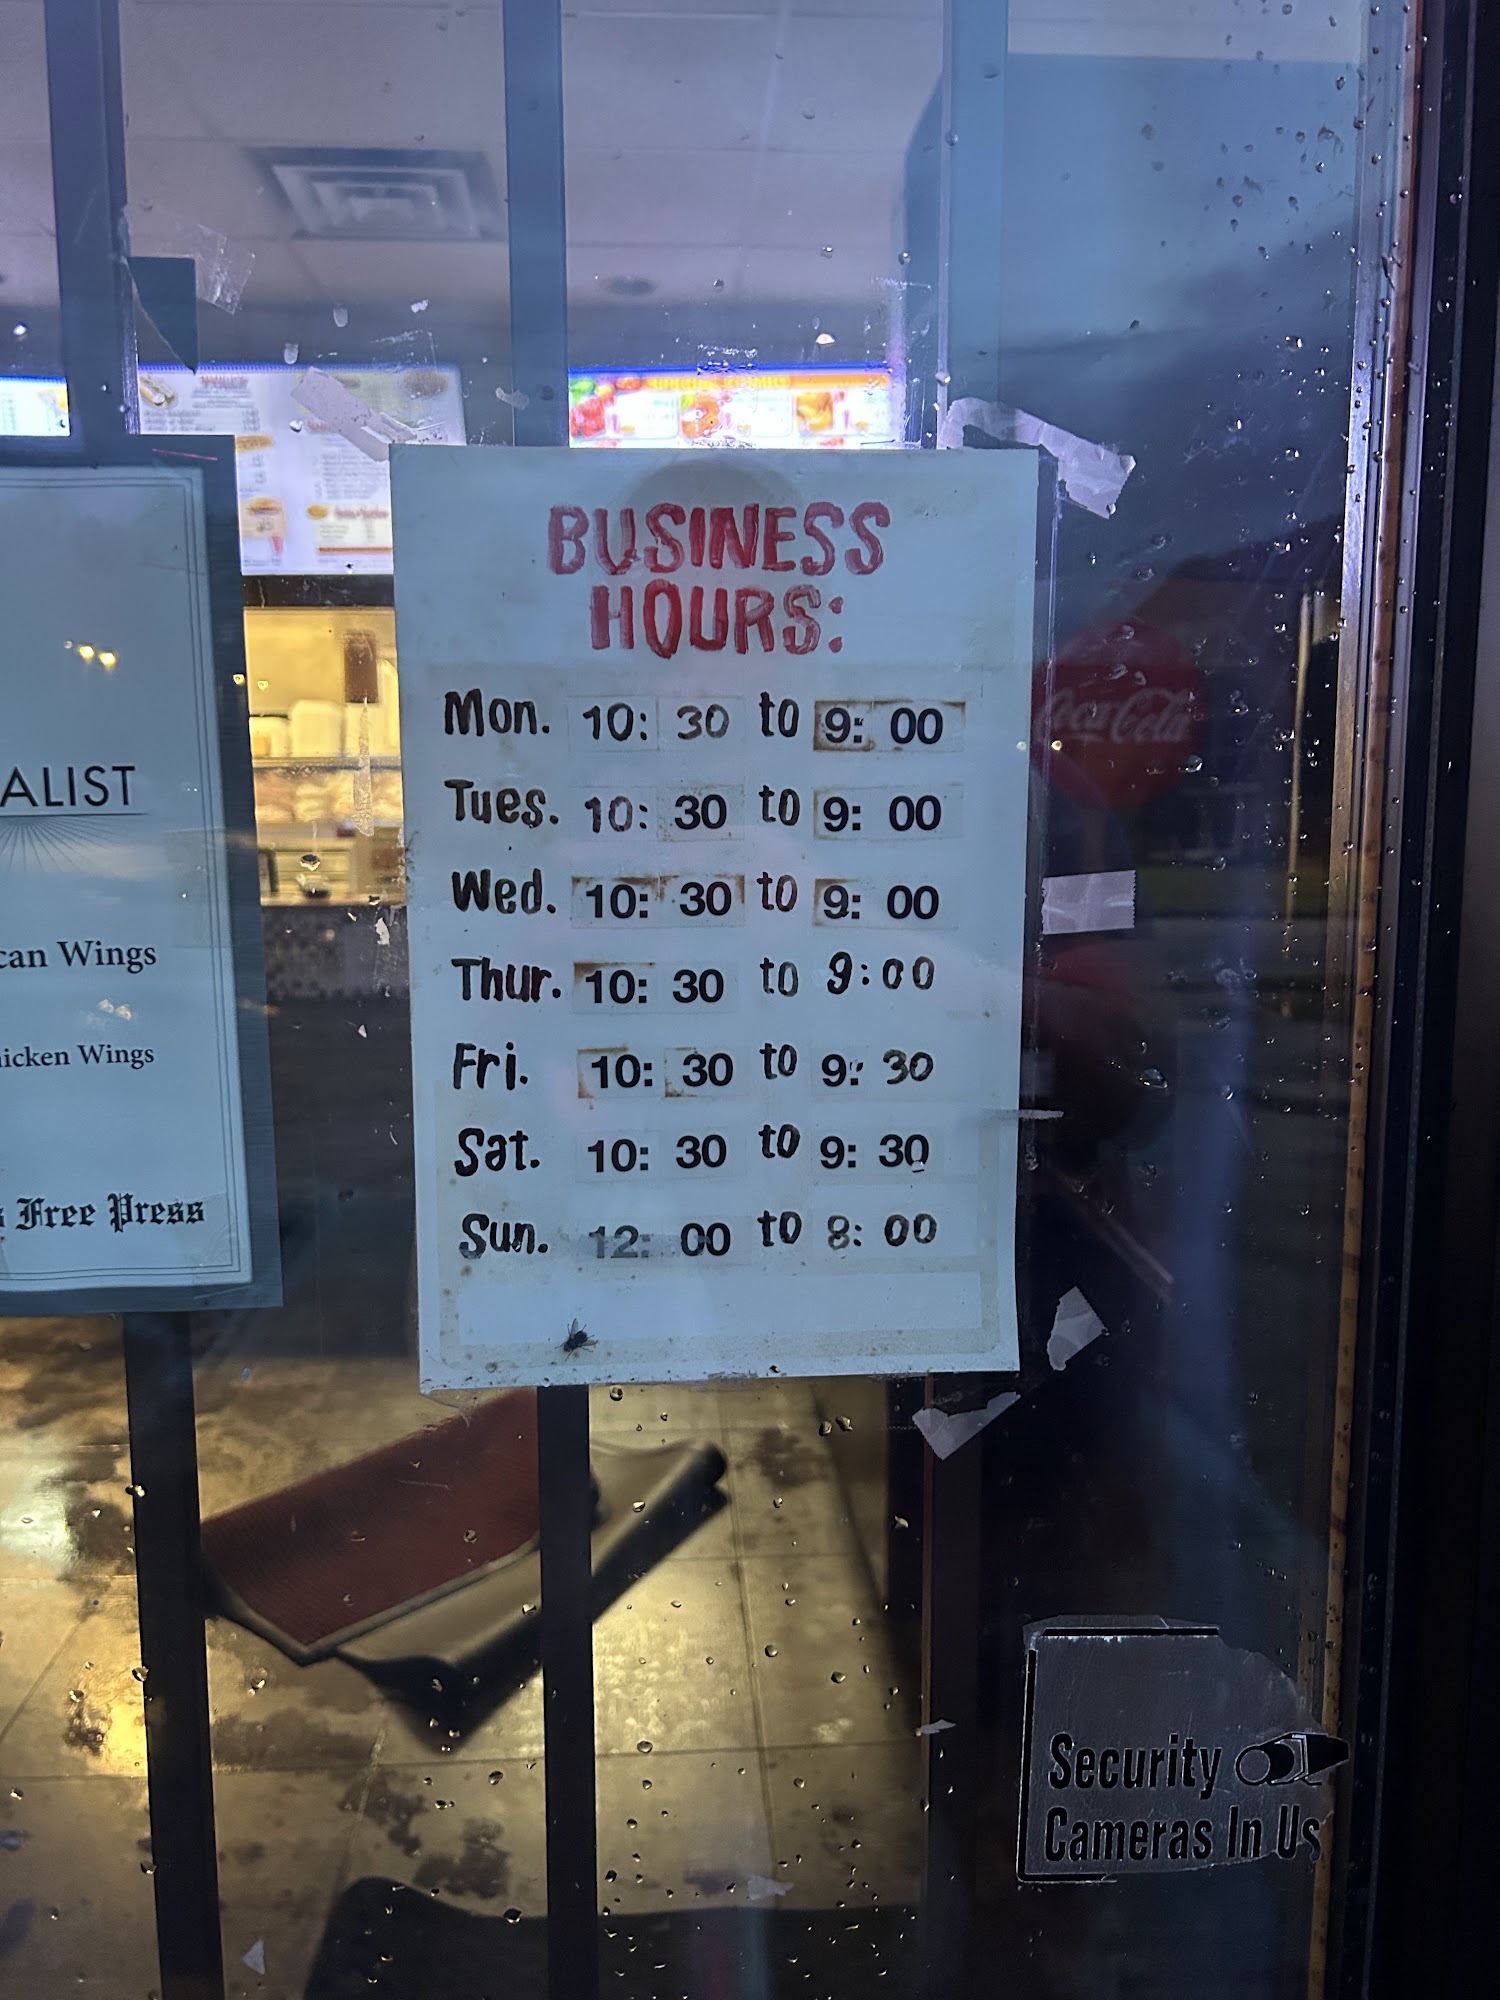 BUSINESS
HOURS:
Mon. 10: 30 to 9: 00
Tues. 10: 30 to 9: 00
Wed. 10: 30 to 9: 00
Thur. 10: 30 to 9:00
Fri. 10: 30 to 9: 30
Sat. 10: 30 to 9: 30
Sun. 12: 00 to 8: 00
ALIST
can Wings
icken Wings
s Free Press
Coca-Cola
Security
Cameras In Us